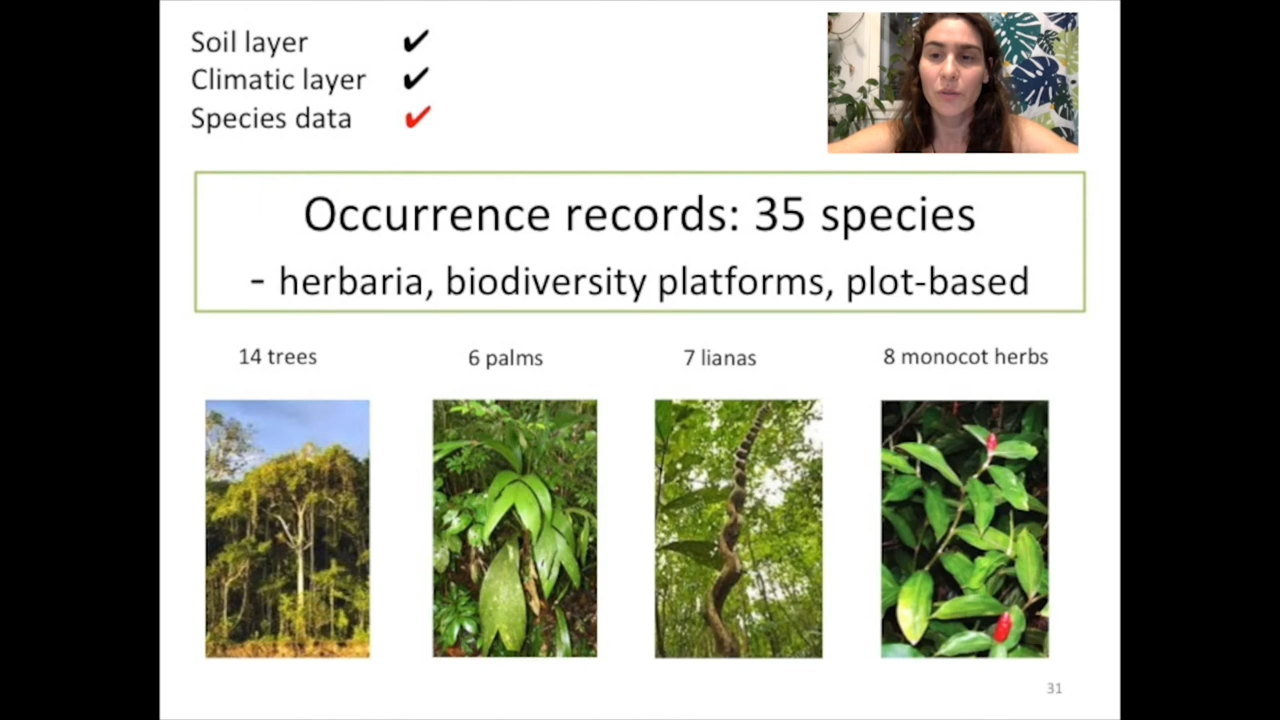 Soil layer ✔
Climatic layer ✔
Species data ✔
Occurrence records: 35 species
- herbaria, biodiversity platforms, plot-based
14 trees 6 palms 7 lianas 8 monocot herbs
31